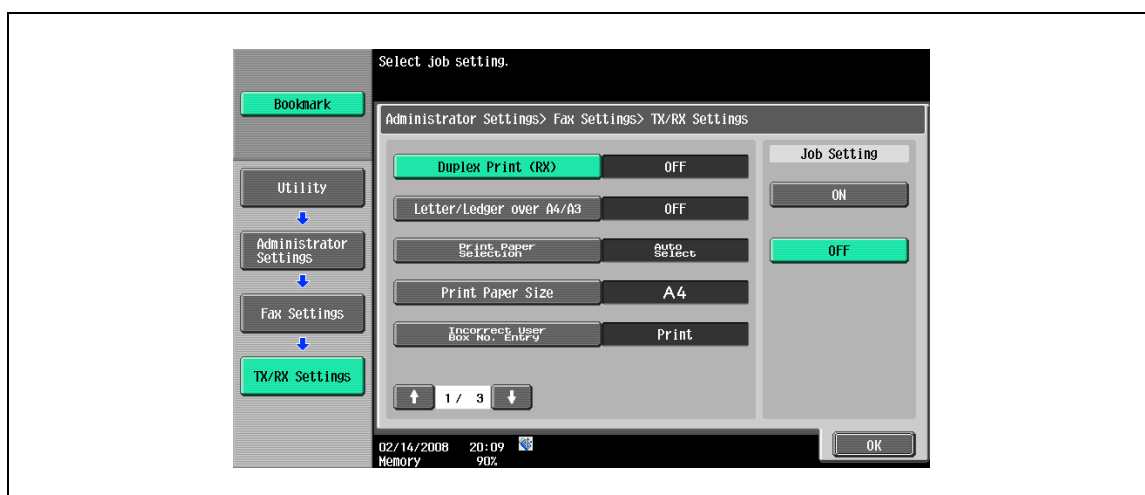 Select job setting.
Bookmark
Administrator Settings> Fax Settings> TX/RX Settings
Utility
Administrator
Settings
Fax Settings
TX/RX Settings
Duplex Print (RX) OFF
Letter/Ledger over A4/A3 OFF
Print Paper
Selection
Auto
Select
Print Paper Size A4
Incorrect User
Box No. Entry
Print
1/ 3
Job Setting
ON
OFF
02/14/2008 20:09
Memory 90%
OK